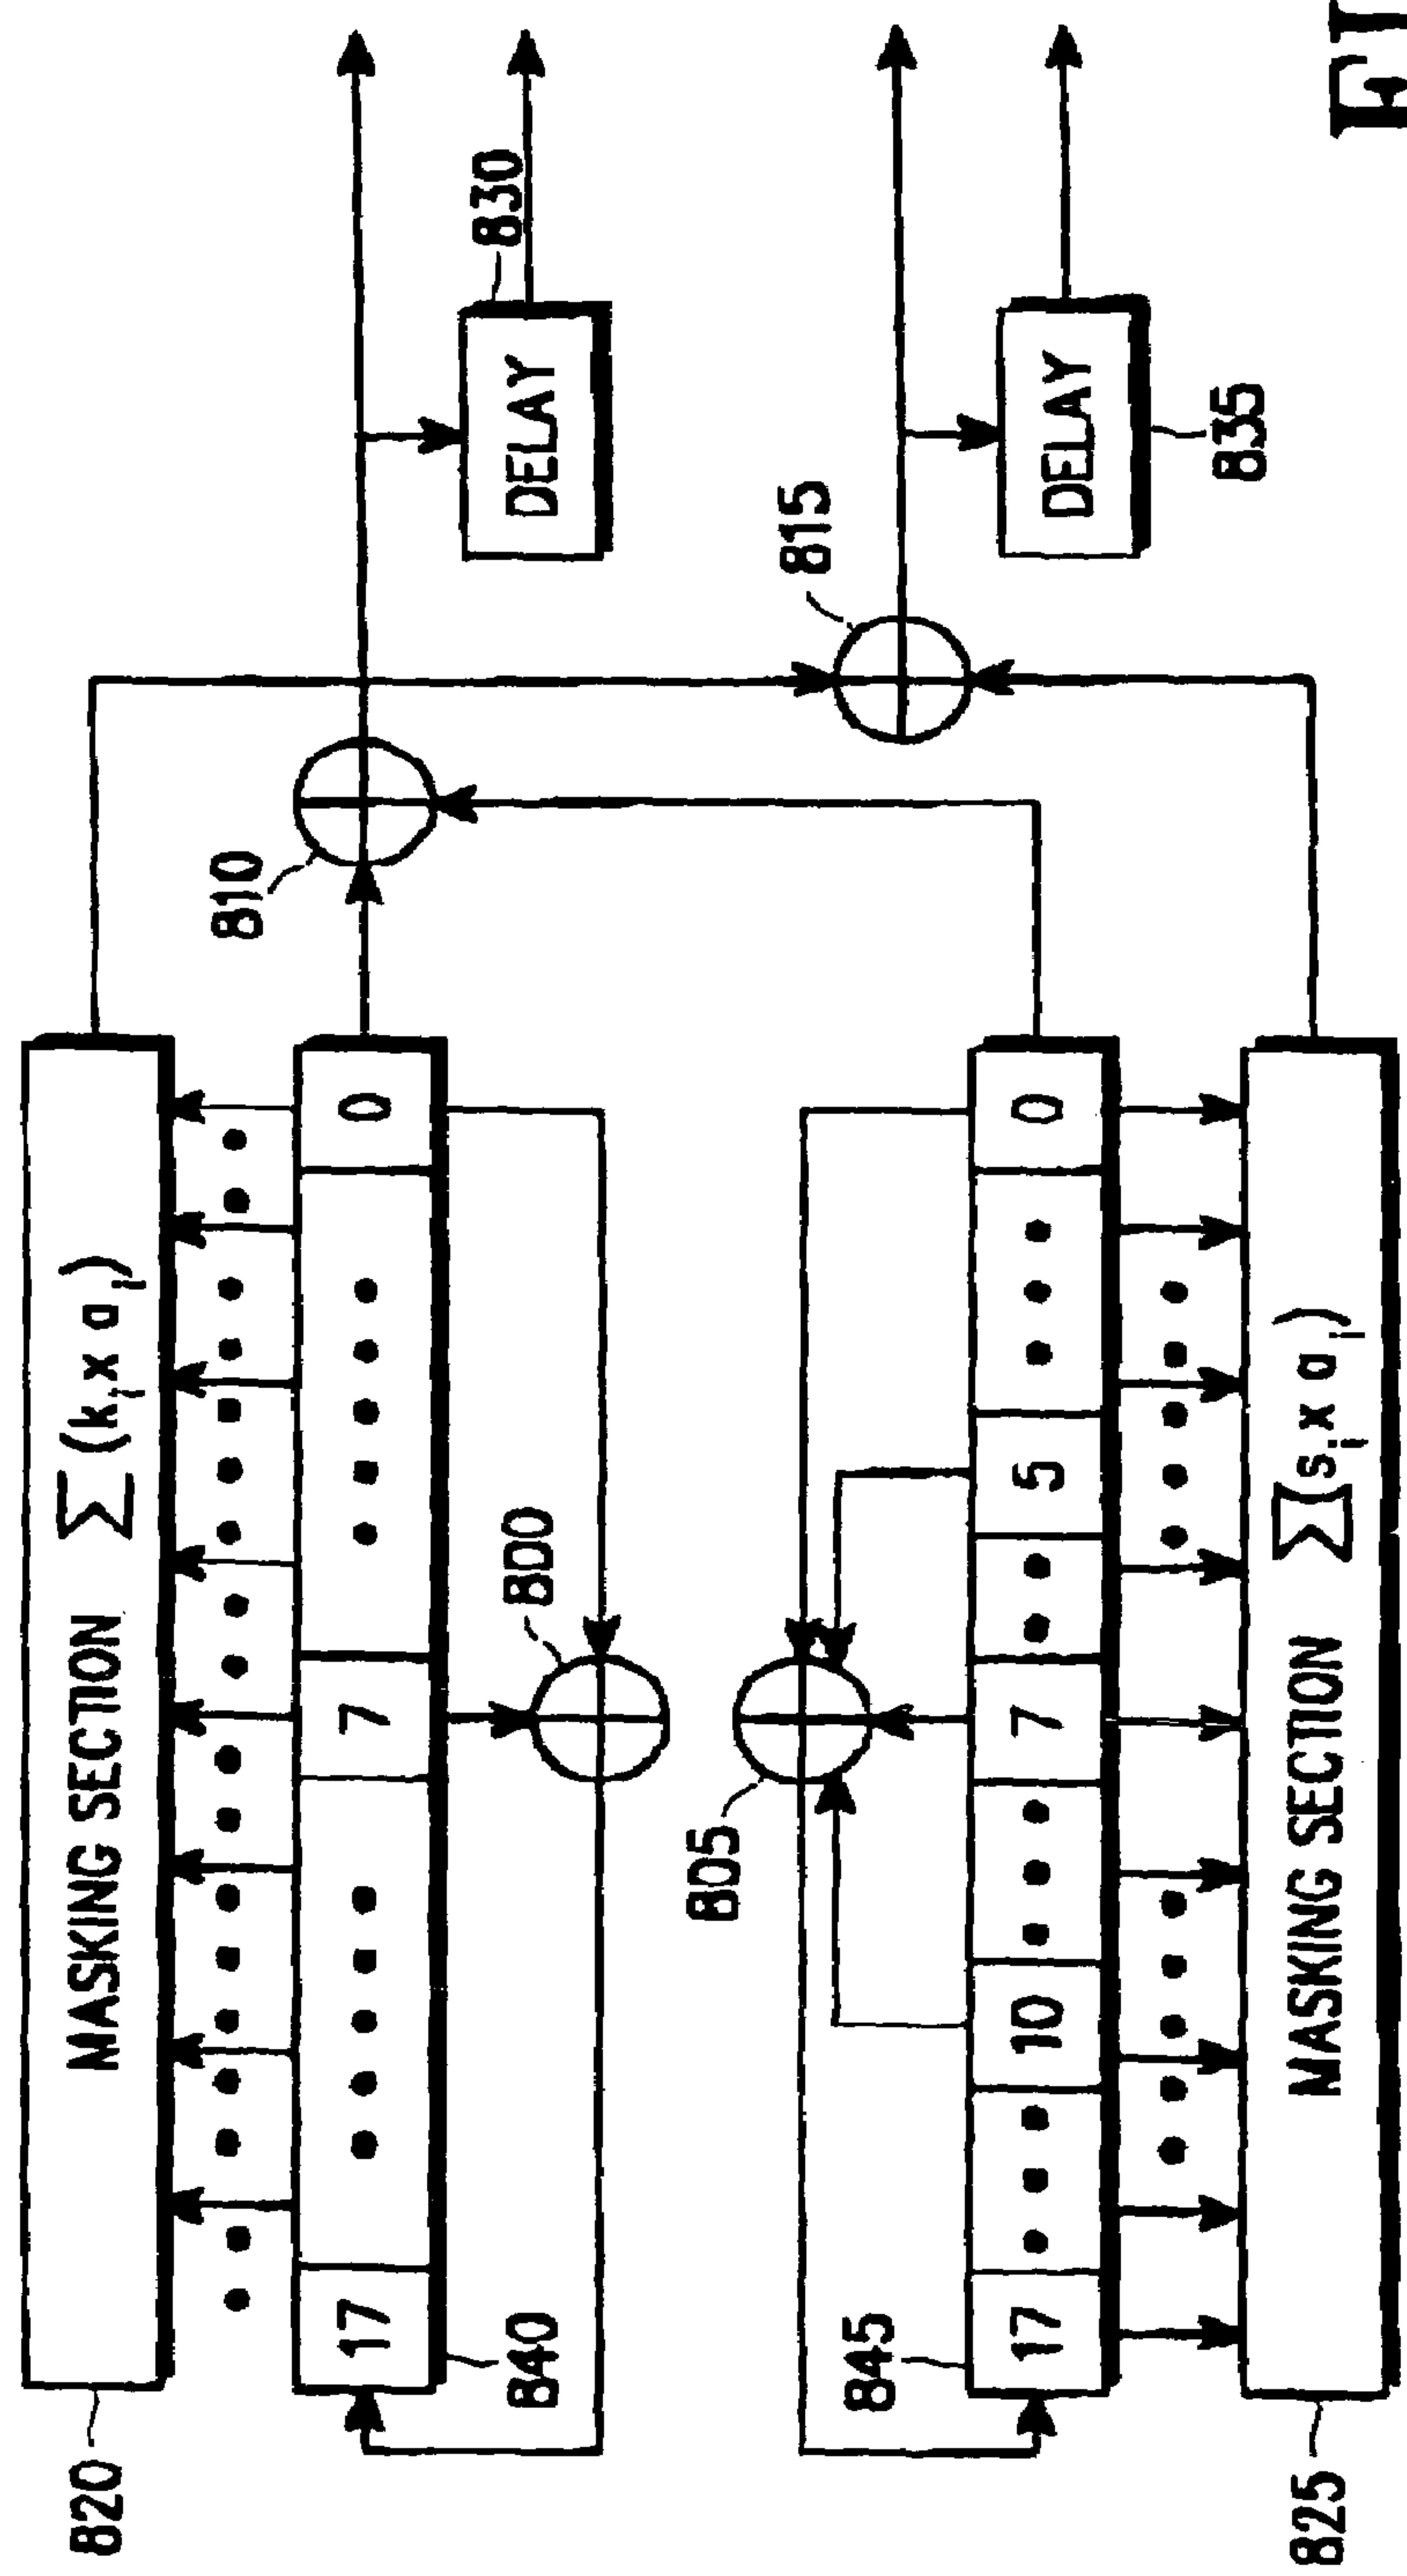 820
MASKING SECTION ∑ (kᵢ x aᵢ)
810
17 7 0
830
DELAY
840
800
815
805
845
17 10 7 5 0
DELAY
835
825
MASKING SECTION ∑(sᵢ x aᵢ)